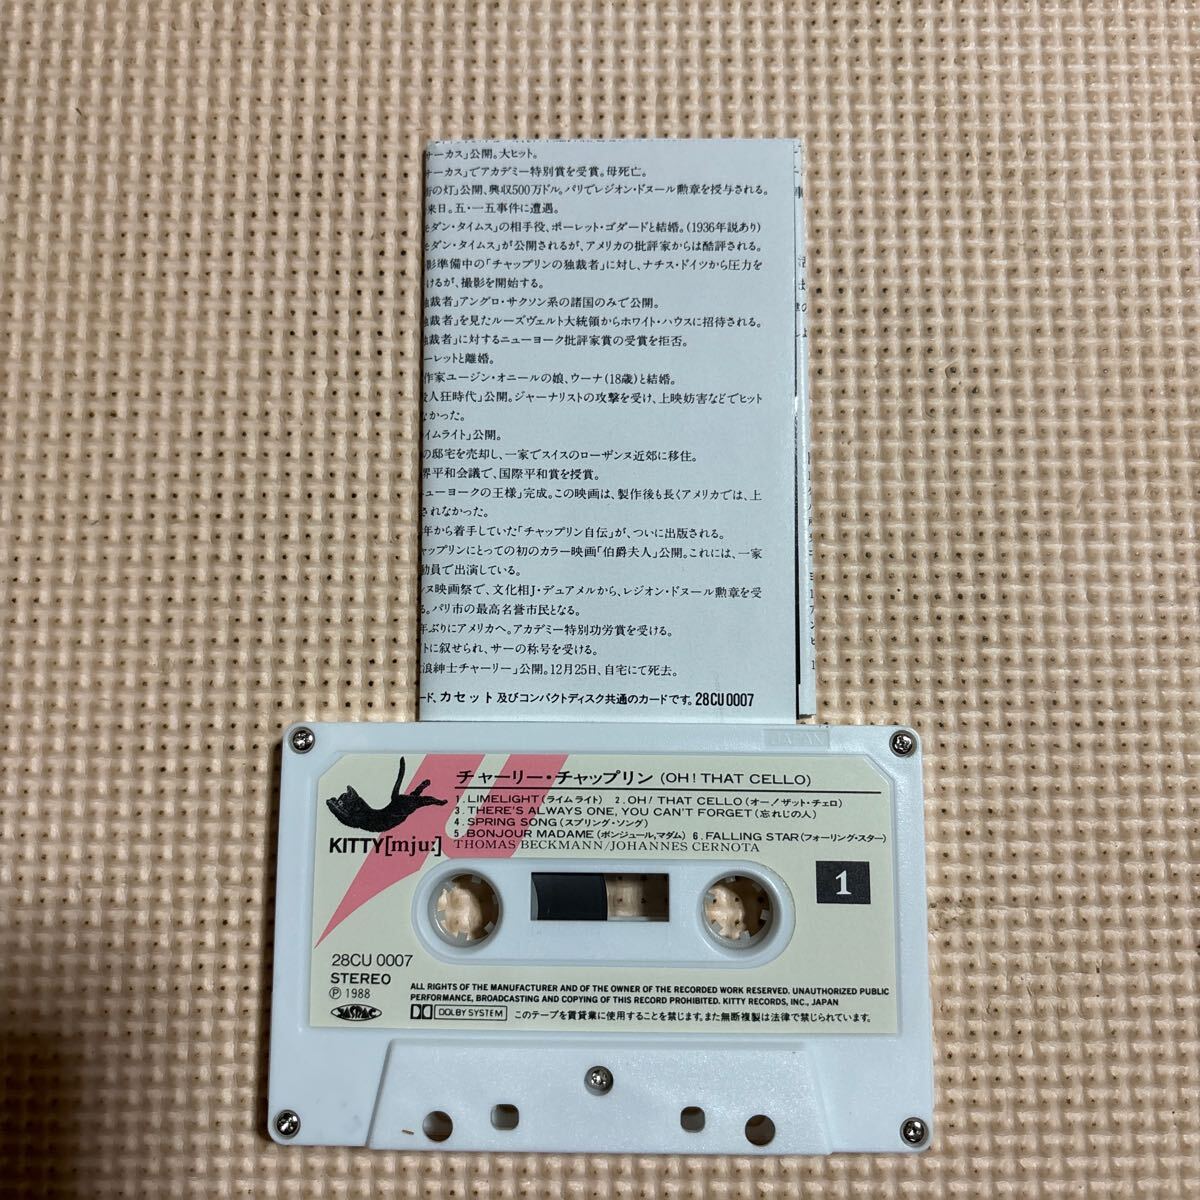 サーカス」公開。大ヒット。
サーカス」でアカデミー特別賞を受賞。母死亡。
街の灯」公開、興収500万ドル。パリでレジオン・ドヌール勲章を授与される。
来日。五・一五事件に遭遇。
モダン・タイムス」の相手役、ポーレット・ゴダードと結婚。(1936年説あり)
モダン・タイムス」が公開されるが、アメリカの批評家からは酷評される。
影準備中の「チャップリンの独裁者」に対し、ナチス・ドイツから圧力を
けるが、撮影を開始する。
独裁者」アングロ・サクソン系の諸国のみで公開。
独裁者」を見たルーズヴェルト大統領からホワイト・ハウスに招待される。
独裁者」に対するニューヨーク批評家賞の受賞を拒否。
ーレットと離婚。
作家ユージン・オニールの娘、ウーナ(18歳)と結婚。
殺人狂時代」公開。ジャーナリストの攻撃を受け、上映妨害などでヒット
なかった。
ライムライト」公開。
の邸宅を売却し、一家でスイスのローザンヌ近郊に移住。
界平和会議で、国際平和賞を授賞。
ニューヨークの王様」完成。この映画は、製作後も長くアメリカでは、上
されなかった。
年から着手していた「チャップリン自伝」が、ついに出版される。
ャップリンにとっての初のカラー映画「伯爵夫人」公開。これには、一家
動員で出演している。
ンヌ映画祭で、文化相J・デュアメルから、レジオン・ドヌール勲章を受
る。パリ市の最高名誉市民となる。
年ぶりにアメリカへ。アカデミー特別功労賞を受ける。
トに叙せられ、サーの称号を受ける。
浪紳士チャーリー」公開。12月25日、自宅にて死去。
ード、カセット及びコンパクトディスク共通のカードです。28CU0007
JAPAN
チャーリー・チャップリン (OH! THAT CELLO)
1. LIMELIGHT (ライムライト) 2. OH! THAT CELLO (オー!ザット・チェロ)
3. THERE'S ALWAYS ONE, YOU CAN'T FORGET (忘れじの人)
4. SPRING SONG (スプリング・ソング)
5. BONJOUR MADAME (ボンジュール,マダム) 6. FALLING STAR (フォーリング・スター)
THOMAS BECKMANN/JOHANNES CERNOTA
KITTY[mju:]
1
28CU 0007
STEREO
Ⓟ 1988
JASRAC
ALL RIGHTS OF THE MANUFACTURER AND OF THE OWNER OF THE RECORDED WORK RESERVED. UNAUTHORIZED PUBLIC
PERFORMANCE, BROADCASTING AND COPYING OF THIS RECORD PROHIBITED. KITTY RECORDS, INC., JAPAN
DOLBY SYSTEM このテープを賃貸業に使用することを禁じます。また無断複製は法律で禁じられています。